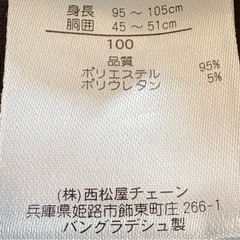 身長 95～105cm
胴囲 45～51cm
100
品質
ポリエステル 95%
ポリウレタン 5%
(株)西松屋チェーン
兵庫県姫路市飾東町庄 266-1
バングラデシュ製